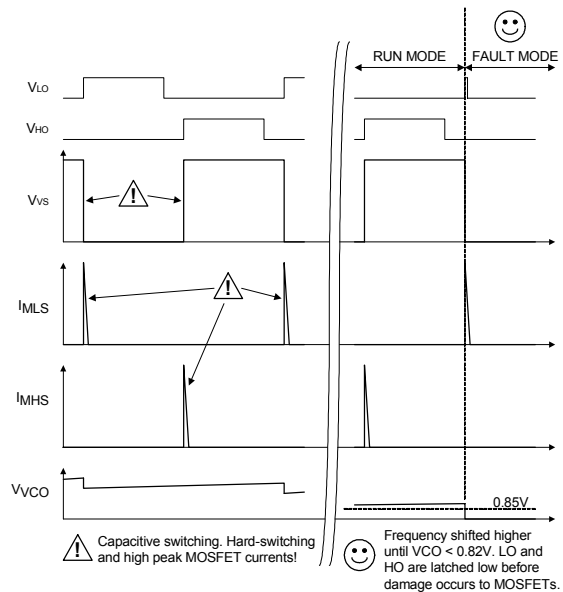 RUN MODE
FAULT MODE
VLO
VHO
VVS
!
IMLS
!
IMHS
VVCO
0.85V
! Capacitive switching. Hard-switching
and high peak MOSFET currents!
Frequency shifted higher
until VCO < 0.82V. LO and
HO are latched low before
damage occurs to MOSFETs.